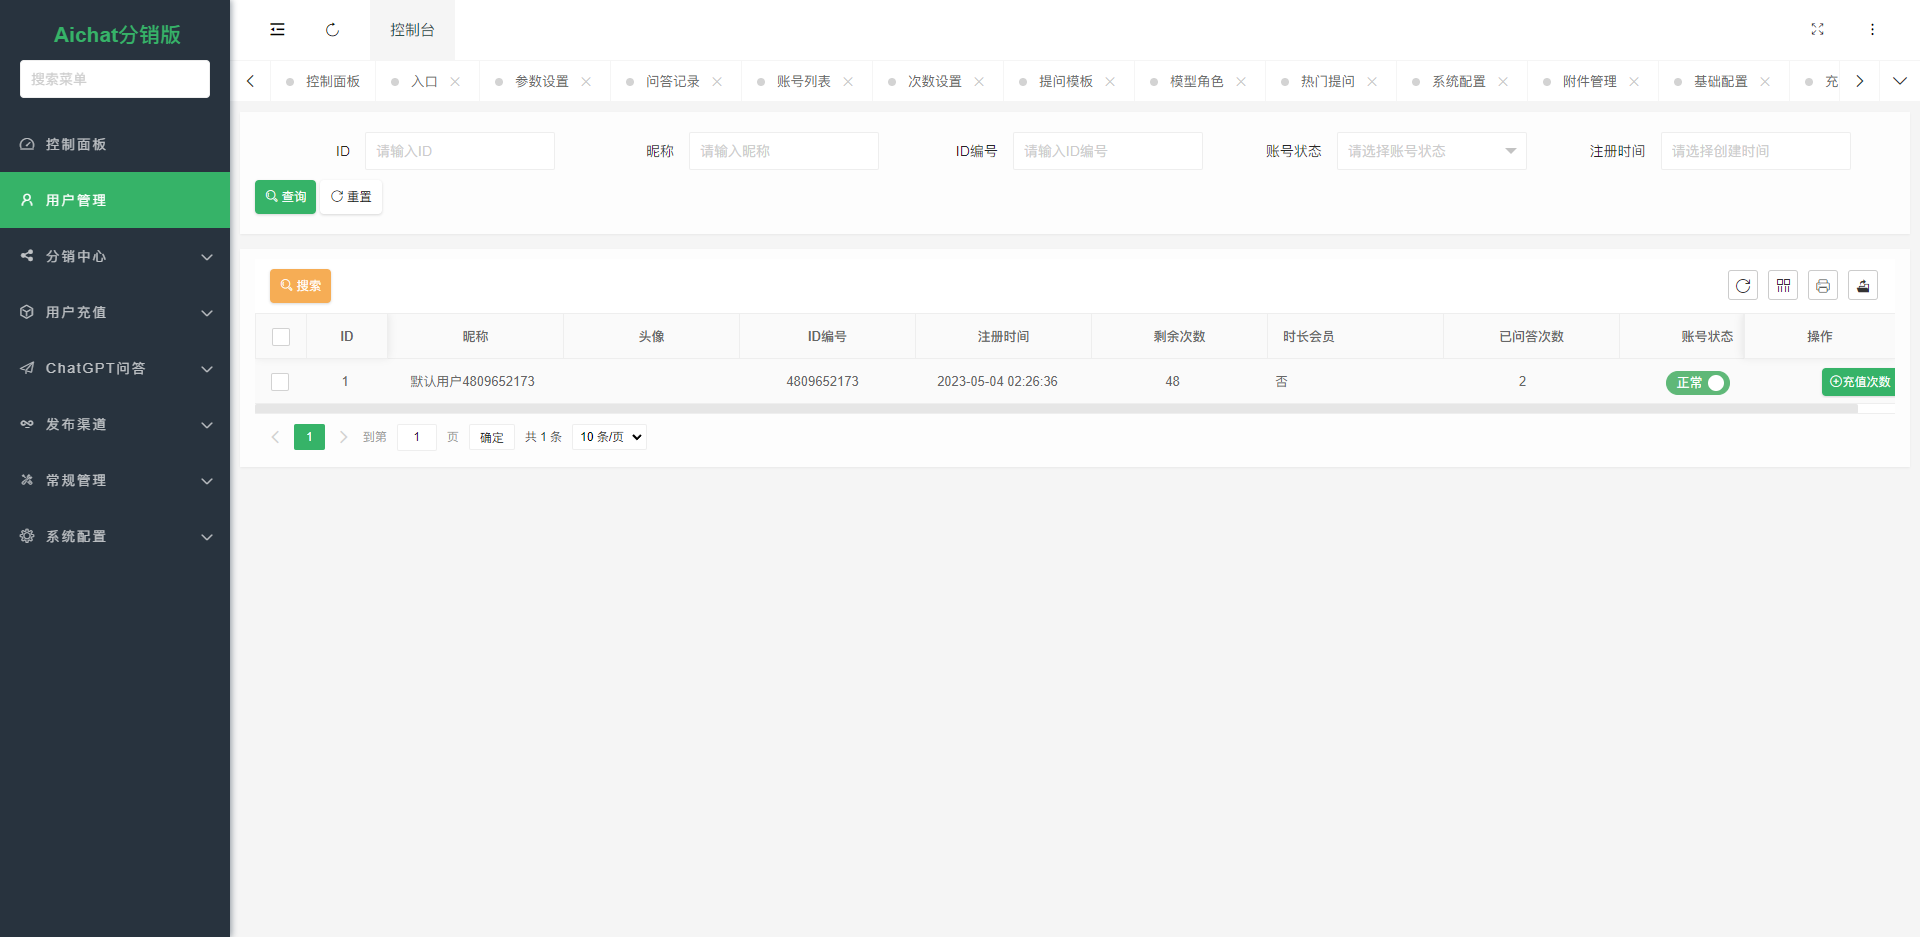 Aichat分销版
搜索菜单
控制面板
用户管理
分销中心
用户充值
ChatGPT问答
发布渠道
常规管理
系统配置
控制台
控制面板 入口 参数设置 问答记录 账号列表 次数设置 提问模板 模型角色 热门提问 系统配置 附件管理 基础配置 充
ID 请输入ID 昵称 请输入昵称 ID编号 请输入ID编号 账号状态 请选择账号状态 注册时间 请选择创建时间
查询 重置
搜索
ID 昵称 头像 ID编号 注册时间 剩余次数 时长会员 已问答次数 账号状态 操作
1 默认用户4809652173 4809652173 2023-05-04 02:26:36 48 否 2 正常 充值次数
1 到第 1 页 确定 共 1 条 10 条/页